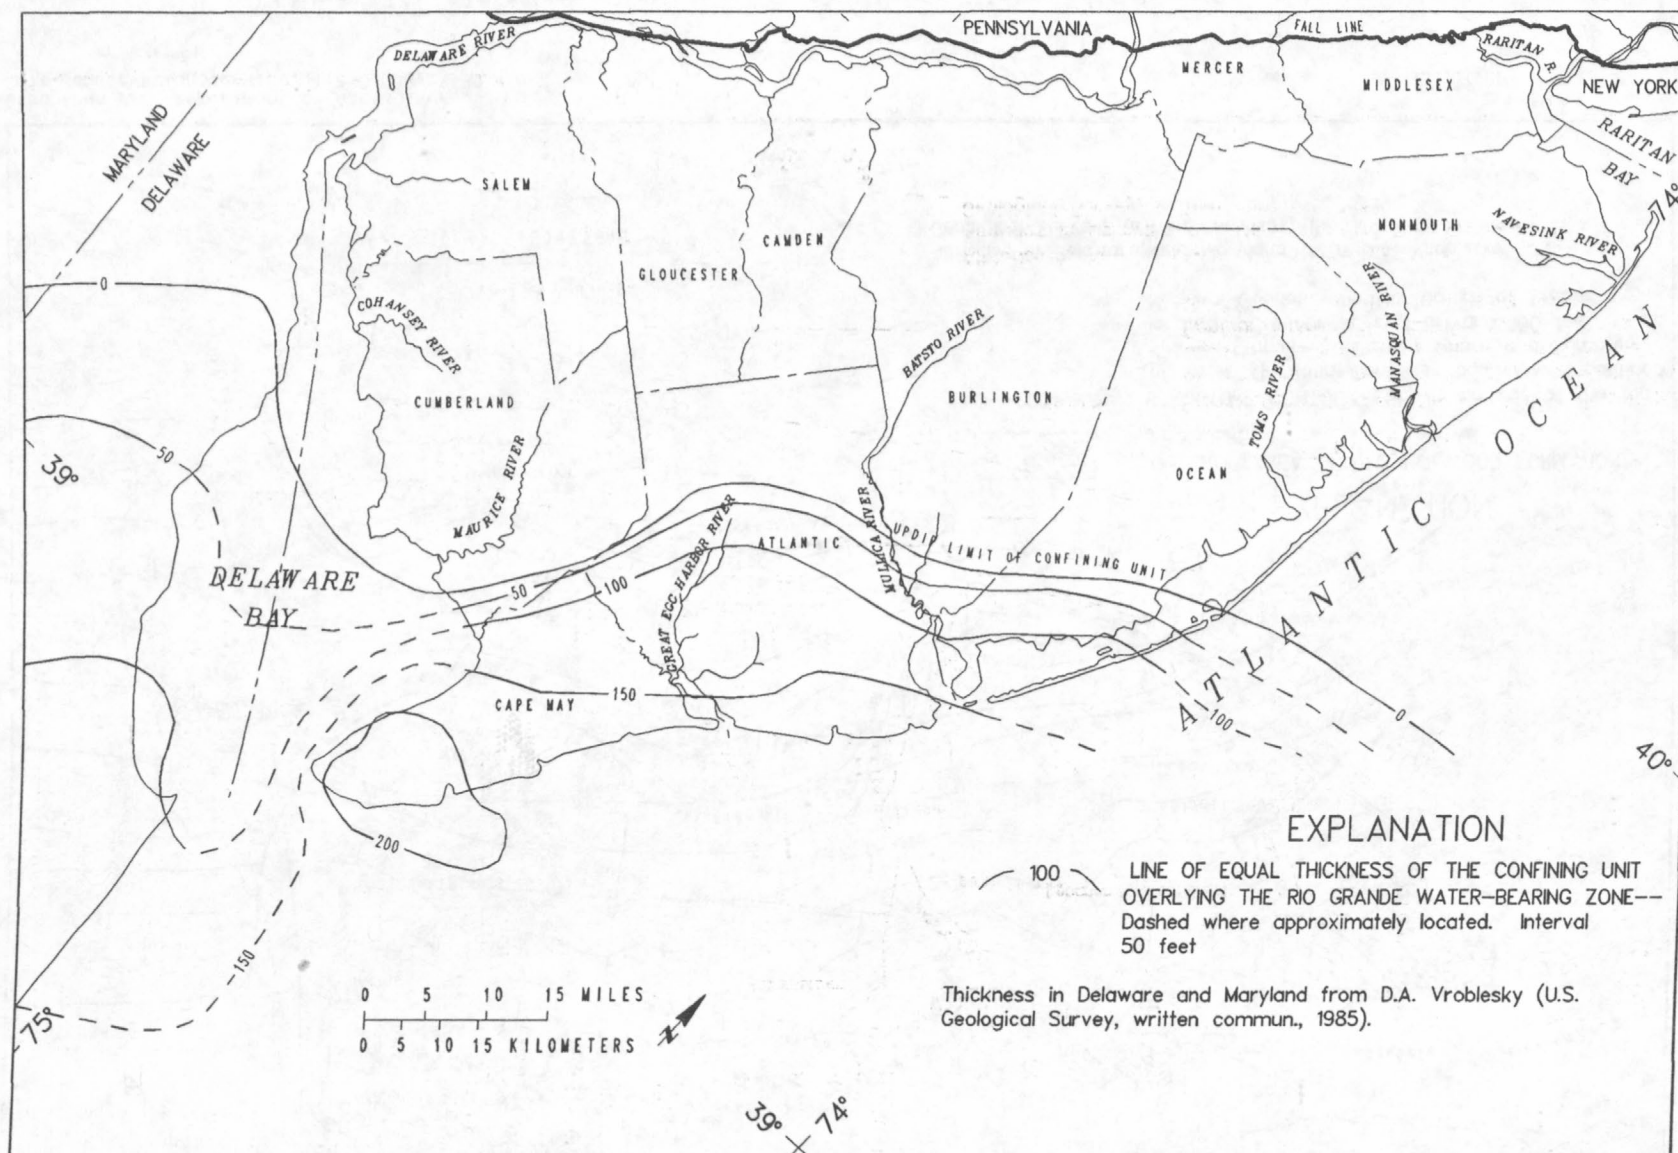 PENNSYLVANIA
FALL LINE
DELAWARE RIVER
RARITAN R.
MERCER
MIDDLESEX
NEW YORK
MARYLAND
DELAWARE
RARITAN
BAY
74°
SALEM
CAMDEN
MONMOUTH
NAVESINK RIVER
GLOUCESTER
0
COHANSEY
RIVER
BATSTO RIVER
MANASQUAN RIVER
TOMS RIVER
CUMBERLAND
BURLINGTON
ATLANTIC OCEAN
50
39°
MAURICE RIVER
OCEAN
MULLICA RIVER
UPDIP LIMIT OF CONFINING UNIT
ATLANTIC
GREAT EGG HARBOR RIVER
DELAWARE
BAY
50
100
150
CAPE MAY
100
0
40°
200
150
75°
EXPLANATION
100
LINE OF EQUAL THICKNESS OF THE CONFINING UNIT
OVERLYING THE RIO GRANDE WATER-BEARING ZONE--
Dashed where approximately located. Interval
50 feet
Thickness in Delaware and Maryland from D.A. Vroblesky (U.S.
Geological Survey, written commun., 1985).
0 5 10 15 MILES
0 5 10 15 KILOMETERS
N
39° 74°